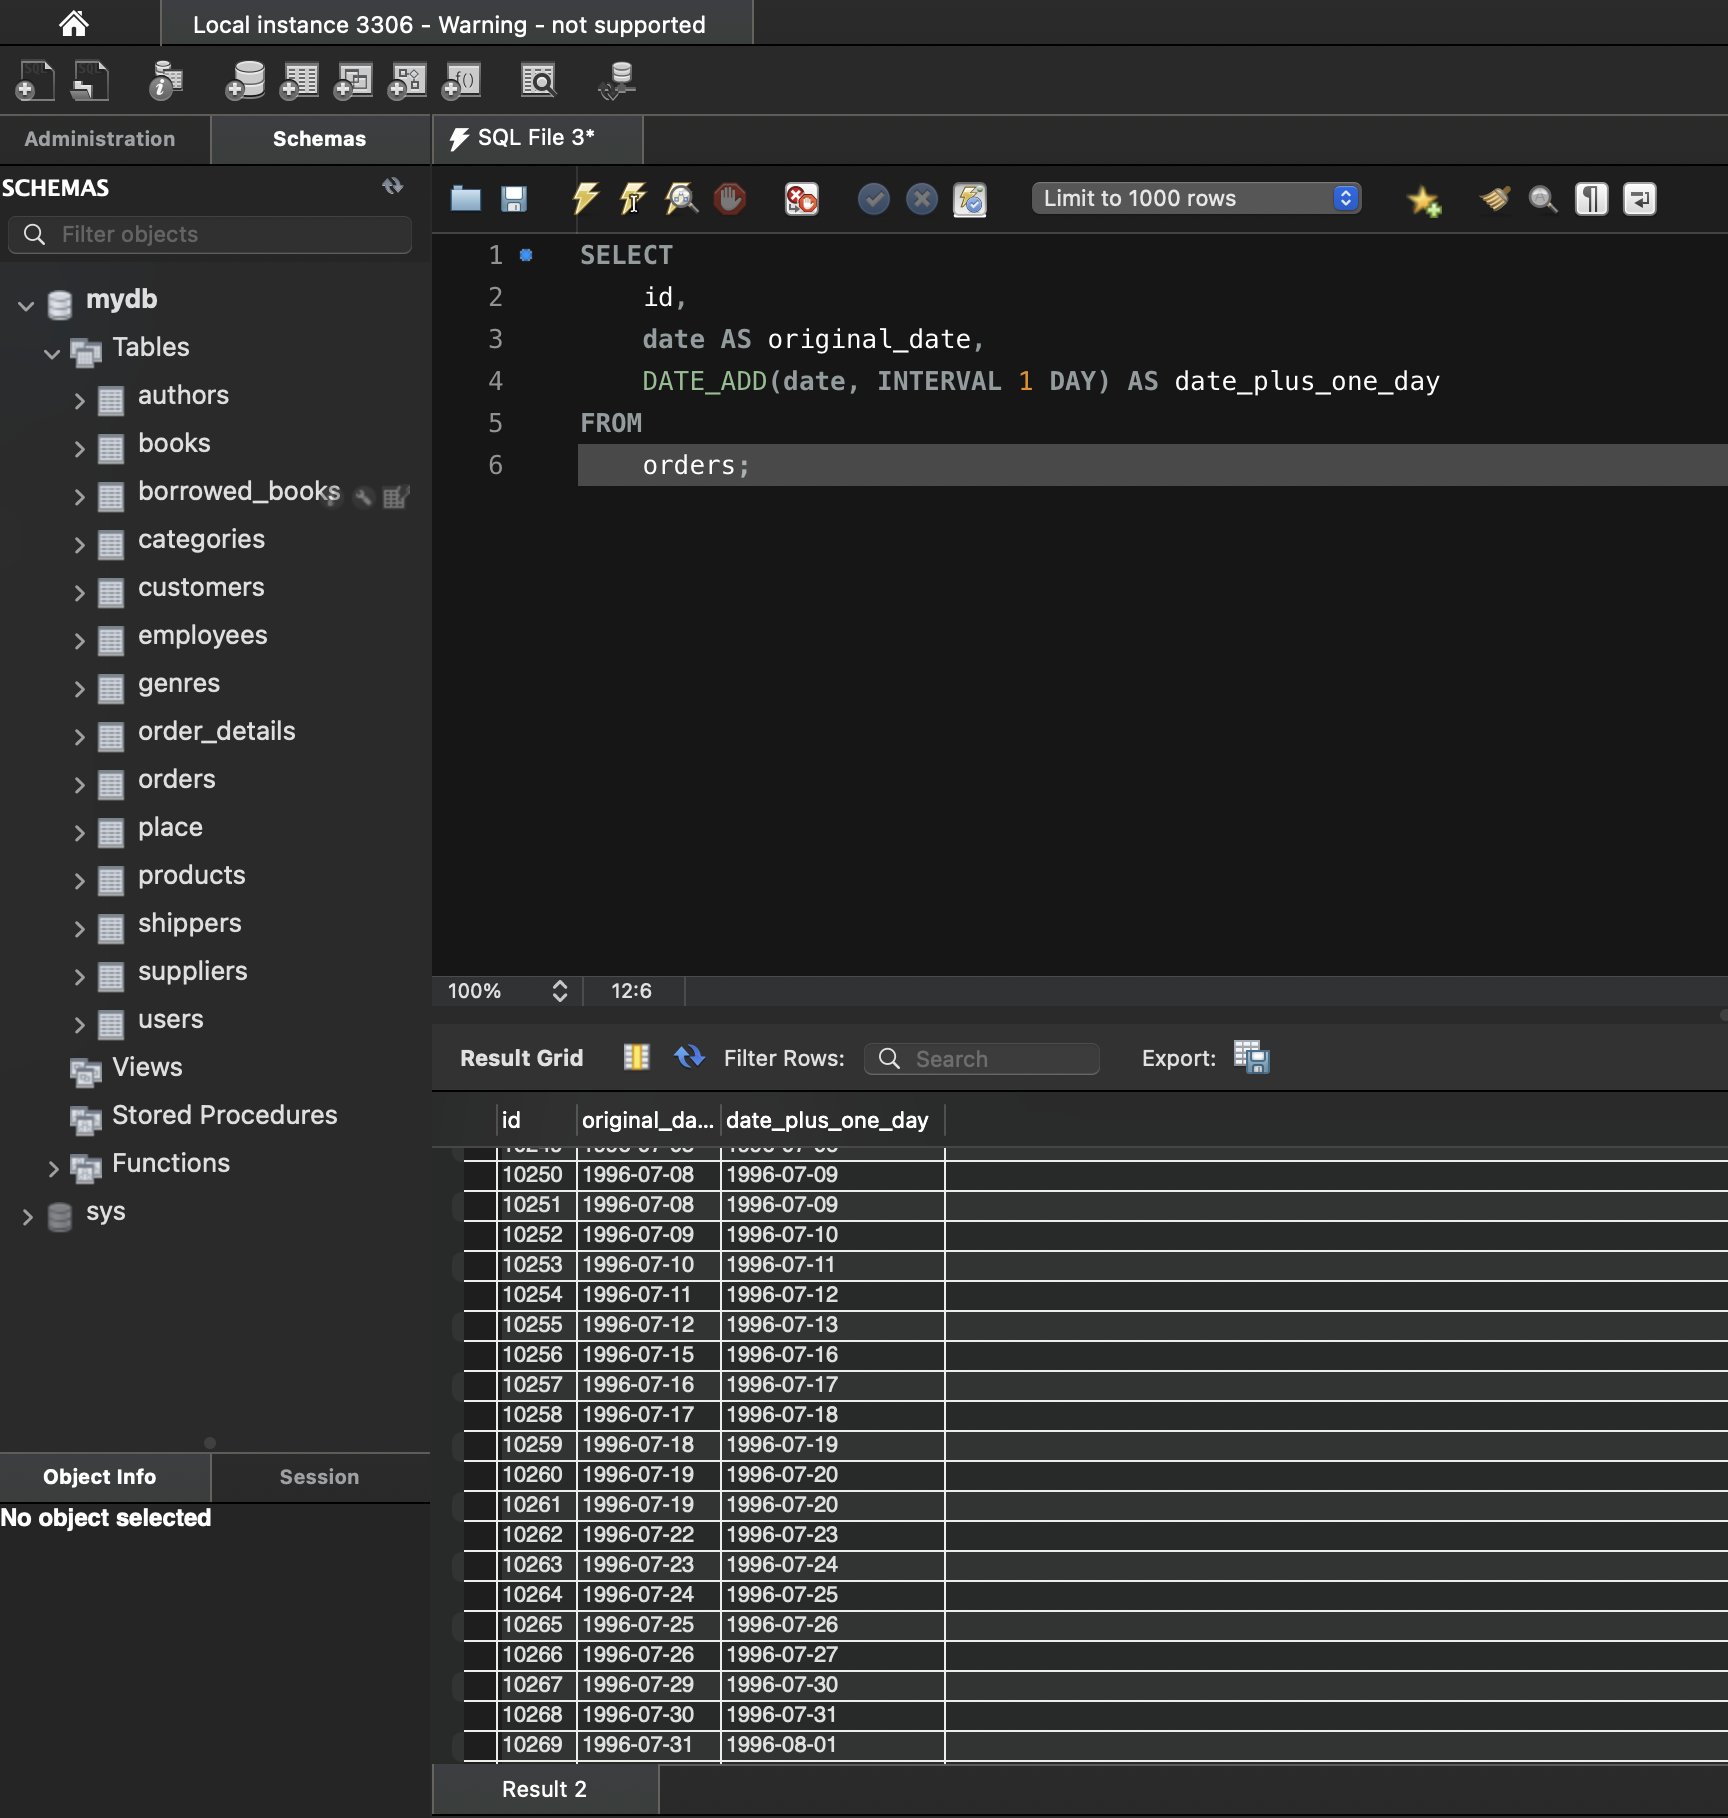 Local instance 3306 - Warning - not supported
Administration
Schemas
SQL File 3*
SCHEMAS
Filter objects
mydb
Tables
authors
books
borrowed_books
categories
customers
employees
genres
order_details
orders
place
products
shippers
suppliers
users
Views
Stored Procedures
Functions
sys
Object Info
Session
No object selected
Limit to 1000 rows
1 SELECT
2 id,
3 date AS original_date,
4 DATE_ADD(date, INTERVAL 1 DAY) AS date_plus_one_day
5 FROM
6 orders;
100% 12:6
Result Grid Filter Rows: Search Export:
id original_da... date_plus_one_day
10250 1996-07-08 1996-07-09
10251 1996-07-08 1996-07-09
10252 1996-07-09 1996-07-10
10253 1996-07-10 1996-07-11
10254 1996-07-11 1996-07-12
10255 1996-07-12 1996-07-13
10256 1996-07-15 1996-07-16
10257 1996-07-16 1996-07-17
10258 1996-07-17 1996-07-18
10259 1996-07-18 1996-07-19
10260 1996-07-19 1996-07-20
10261 1996-07-19 1996-07-20
10262 1996-07-22 1996-07-23
10263 1996-07-23 1996-07-24
10264 1996-07-24 1996-07-25
10265 1996-07-25 1996-07-26
10266 1996-07-26 1996-07-27
10267 1996-07-29 1996-07-30
10268 1996-07-30 1996-07-31
10269 1996-07-31 1996-08-01
Result 2